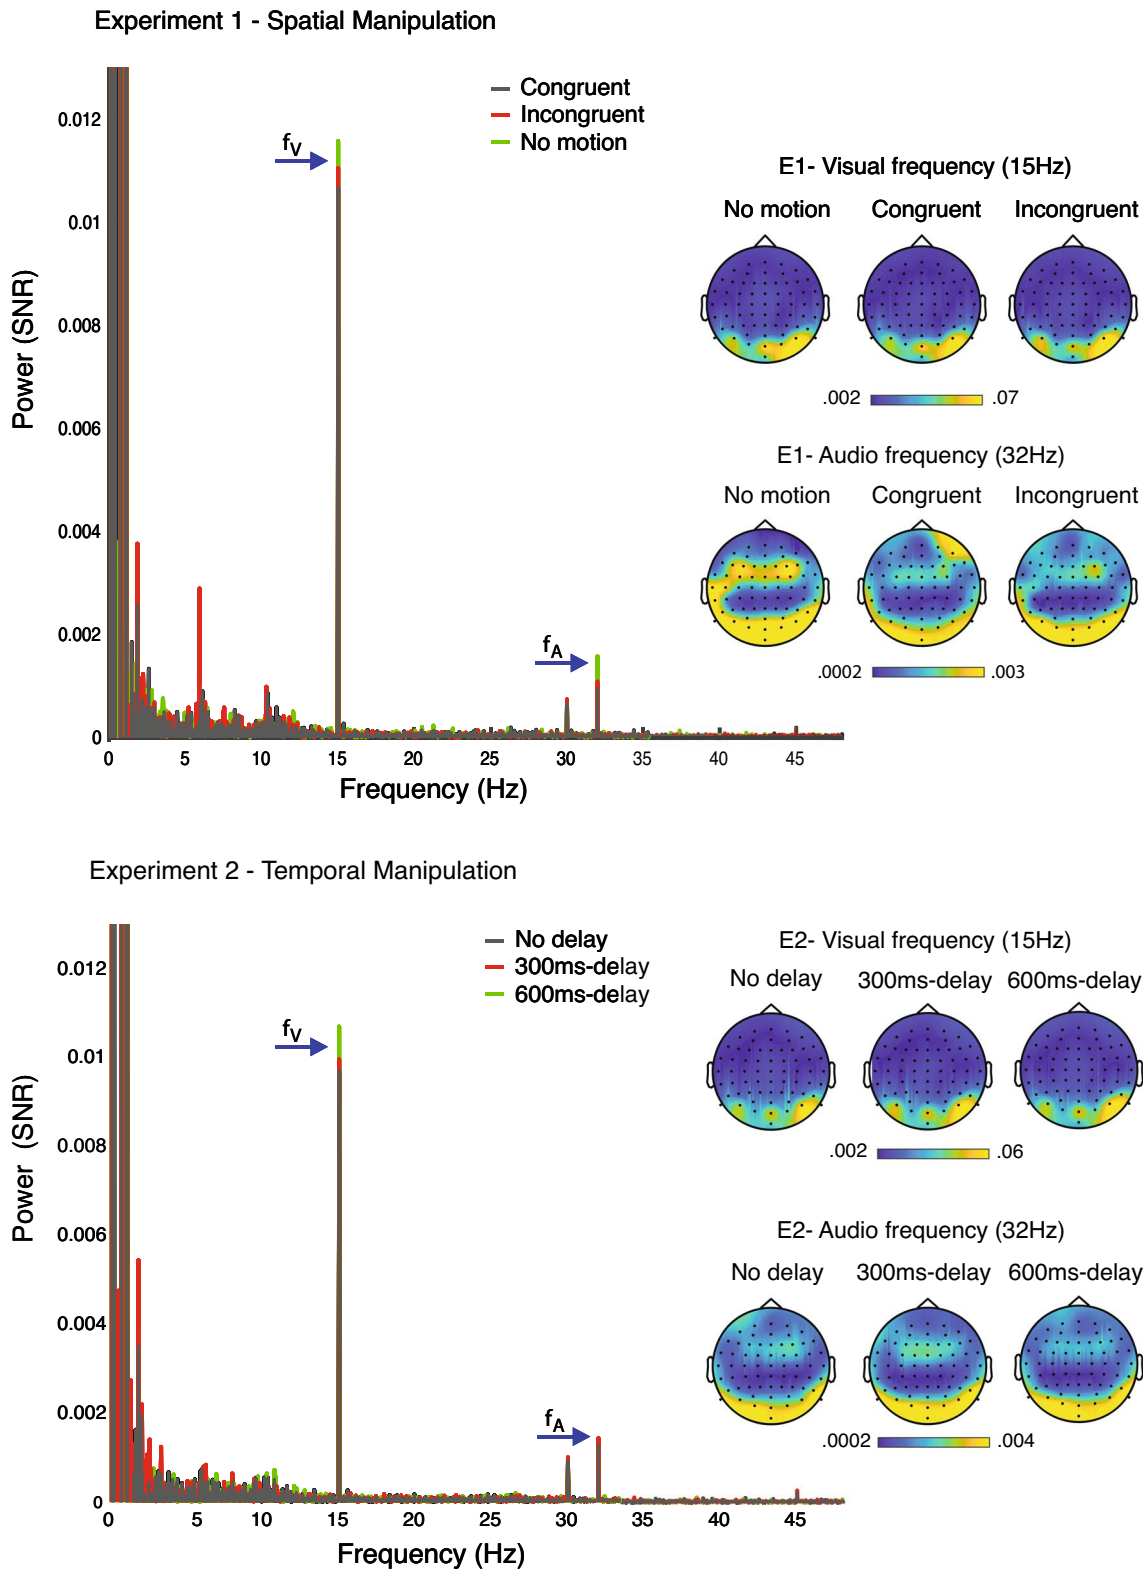 Experiment 1 - Spatial Manipulation
Congruent
Incongruent
No motion
0.012
0.01
0.008
0.006
0.004
0.002
0
Power (SNR)
fV
fA
0 5 10 15 20 25 30 35 40 45
Frequency (Hz)
E1- Visual frequency (15Hz)
No motion Congruent Incongruent
.002 .07
E1- Audio frequency (32Hz)
No motion Congruent Incongruent
.0002 .003
Experiment 2 - Temporal Manipulation
No delay
300ms-delay
600ms-delay
0.012
0.01
0.008
0.006
0.004
0.002
0
Power (SNR)
fV
fA
0 5 10 15 20 25 30 35 40 45
Frequency (Hz)
E2- Visual frequency (15Hz)
No delay 300ms-delay 600ms-delay
.002 .06
E2- Audio frequency (32Hz)
No delay 300ms-delay 600ms-delay
.0002 .004